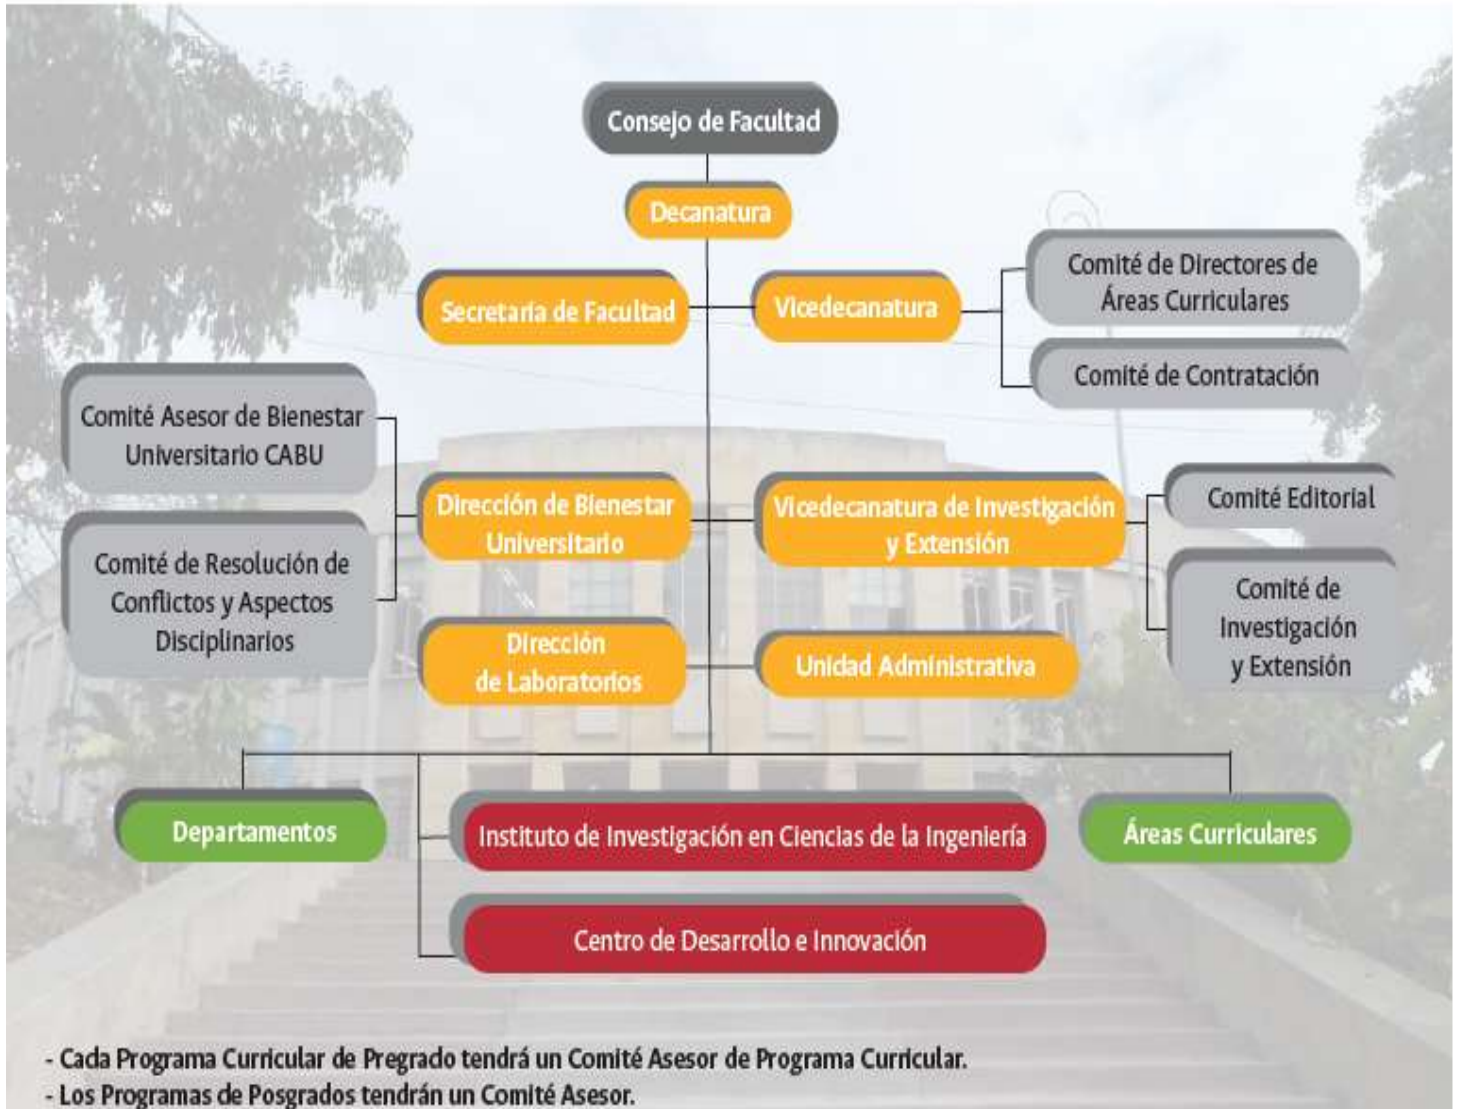 Consejo de Facultad
Decanatura
Secretaría de Facultad
Vicedecanatura
Comité de Directores de
Áreas Curriculares
Comité de Contratación
Comité Asesor de Bienestar
Universitario CABU
Comité de Resolución de
Conflictos y Aspectos
Disciplinarios
Dirección de Bienestar
Universitario
Vicedecanatura de Investigación
y Extensión
Comité Editorial
Comité de
Investigación
y Extensión
Dirección
de Laboratorios
Unidad Administrativa
Departamentos
Instituto de Investigación en Ciencias de la Ingeniería
Áreas Curriculares
Centro de Desarrollo e Innovación
- Cada Programa Curricular de Pregrado tendrá un Comité Asesor de Programa Curricular.
- Los Programas de Posgrados tendrán un Comité Asesor.